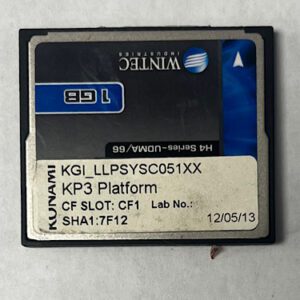 WINTEC
INDUSTRIES
1 GB
H4 Series-UDMA/66
KONAMI
KGI_LLPSYSC051XX
KP3 Platform
CF SLOT: CF1 Lab No.:
SHA1:7F12
12/05/13